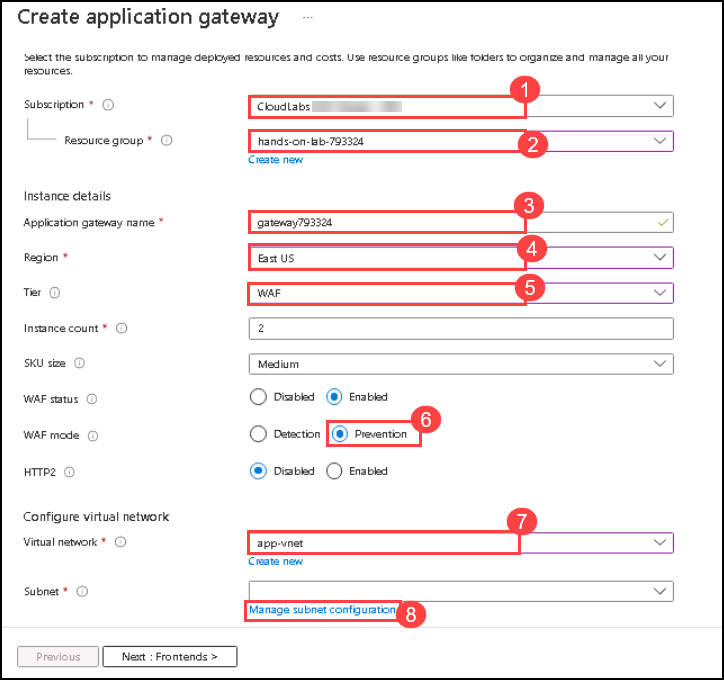 Create application gateway ...
Select the subscription to manage deployed resources and costs. Use resource groups like folders to organize and manage all your
resources.
1
Subscription * CloudLabs
Resource group * hands-on-lab-793324
2
Create new
Instance details
3
Application gateway name * gateway793324
4
Region * East US
5
Tier WAF
Instance count * 2
SKU size Medium
WAF status Disabled Enabled
6
WAF mode Detection Prevention
HTTP2 Disabled Enabled
Configure virtual network
7
Virtual network * app-vnet
Create new
Subnet *
Manage subnet configuration
8
Previous Next : Frontends >